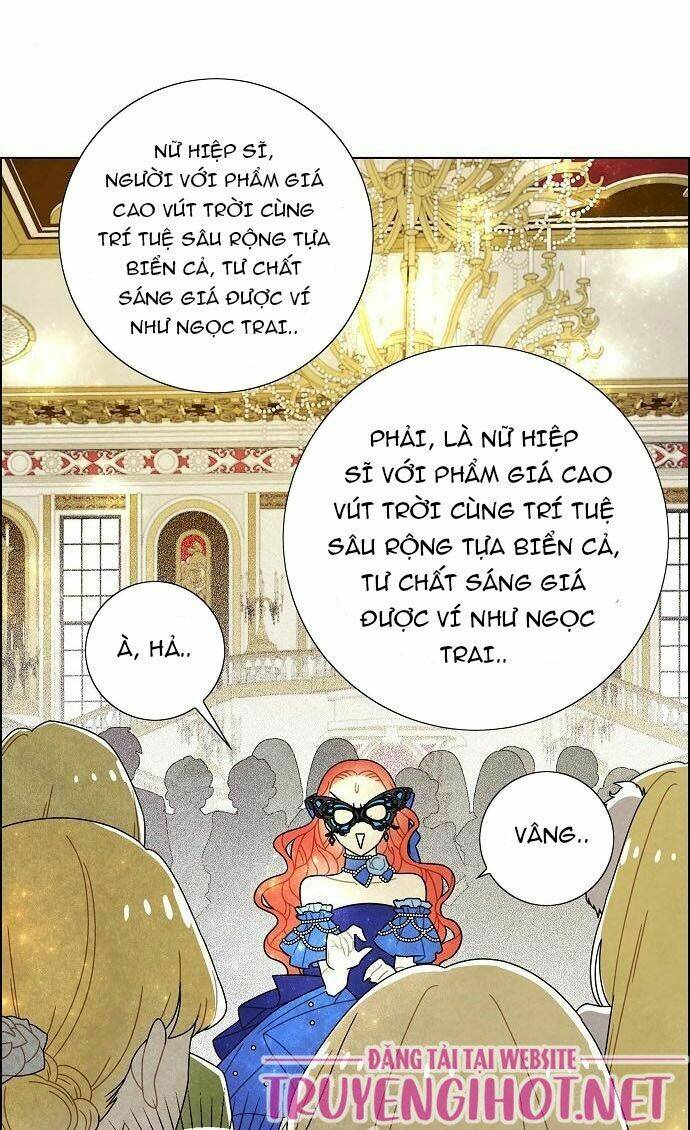 NỮ HIỆP SĨ,
NGƯỜI VỚI PHẨM GIÁ
CAO VÚT TRỜI CÙNG
TRÍ TUỆ SÂU RỘNG TỰA
BIỂN CẢ, TƯ CHẤT
SÁNG GIÁ ĐƯỢC VÍ
NHƯ NGỌC TRAI..
PHẢI, LÀ NỮ HIỆP
SĨ VỚI PHẨM GIÁ CAO
VÚT TRỜI CÙNG TRÍ TUỆ
SÂU RỘNG TỰA BIỂN CẢ,
TƯ CHẤT SÁNG GIÁ
ĐƯỢC VÍ NHƯ NGỌC
TRAI..
À, HẢ..
VÂNG..
ĐĂNG TẢI TẠI WEBSITE
TRUYENGIHOT.NET